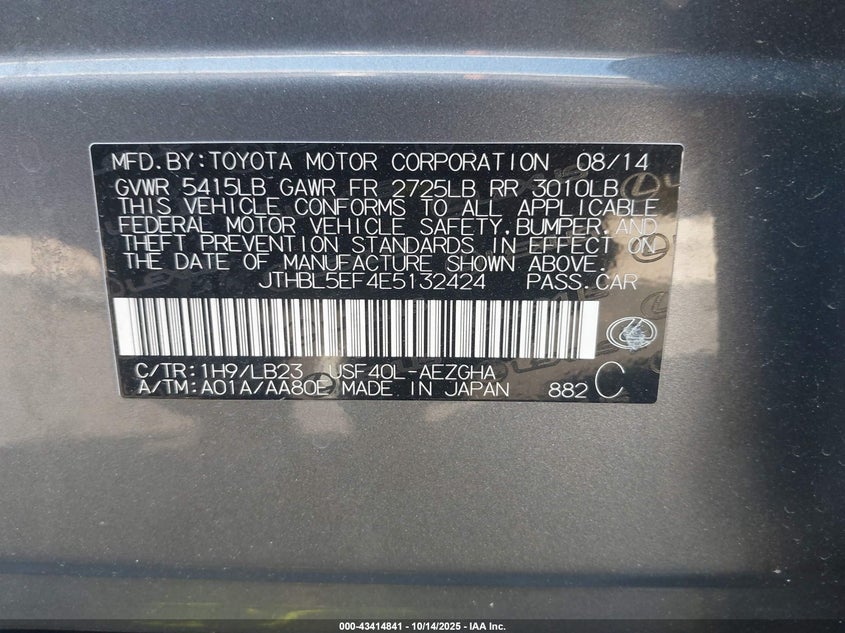 MFD.BY:TOYOTA MOTOR CORPORATION 08/14
GVWR 5415LB GAWR FR 2725LB RR 3010LB
THIS VEHICLE CONFORMS TO ALL APPLICABLE
FEDERAL MOTOR VEHICLE SAFETY,BUMPER,AND
THEFT PREVENTION STANDARDS IN EFFECT ON
THE DATE OF MANUFACTURE SHOWN ABOVE.
JTHBL5EF4E5132424 PASS.CAR
C/TR:1H9/LB23 USF40L-AEZGHA
A/TM:A01A/AA80E MADE IN JAPAN 882 C
000-43414841 - 10/14/2025 - IAA Inc.